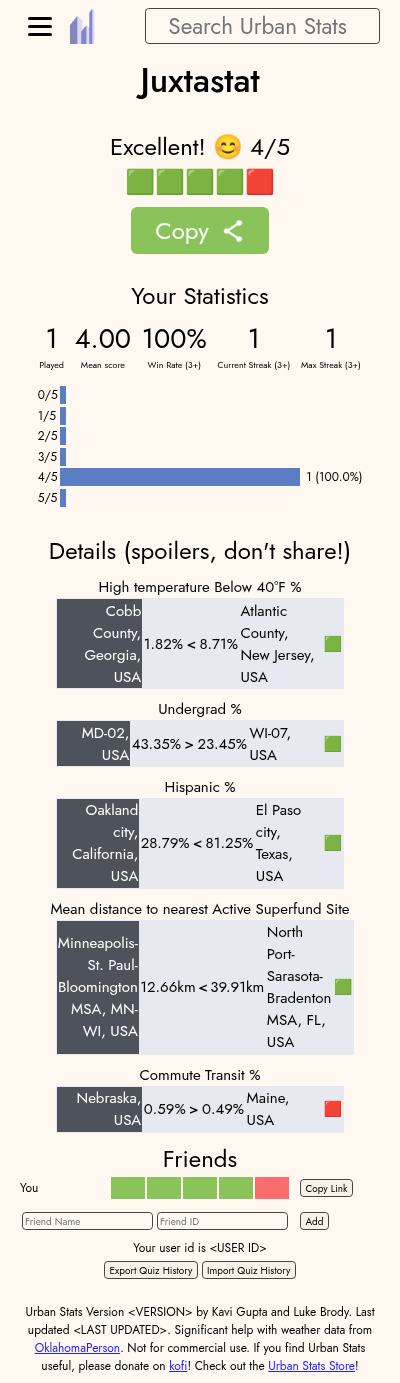 Search Urban Stats
Juxtastat
Excellent! 😊 4/5
🟩🟩🟩🟩🟥
Copy
Your Statistics
1 4.00 100% 1 1
Played Mean score Win Rate (3+) Current Streak (3+) Max Streak (3+)
0/5
1/5
2/5
3/5
4/5 1 (100.0%)
5/5
Details (spoilers, don't share!)
High temperature Below 40°F %
Cobb
County,
Georgia,
USA
1.82% < 8.71%
Atlantic
County,
New Jersey,
USA
🟩
Undergrad %
MD-02,
USA
43.35% > 23.45%
WI-07,
USA
🟩
Hispanic %
Oakland
city,
California,
USA
28.79% < 81.25%
El Paso
city,
Texas,
USA
🟩
Mean distance to nearest Active Superfund Site
Minneapolis-
St. Paul-
Bloomington
MSA, MN-
WI, USA
12.66km < 39.91km
North
Port-
Sarasota-
Bradenton
MSA, FL,
USA
🟩
Commute Transit %
Nebraska,
USA
0.59% > 0.49%
Maine,
USA
🟥
Friends
You Copy Link
Friend Name Friend ID Add
Your user id is <USER ID>
Export Quiz History Import Quiz History
Urban Stats Version <VERSION> by Kavi Gupta and Luke Brody. Last
updated <LAST UPDATED>. Significant help with weather data from
OklahomaPerson. Not for commercial use. If you find Urban Stats
useful, please donate on kofi! Check out the Urban Stats Store!